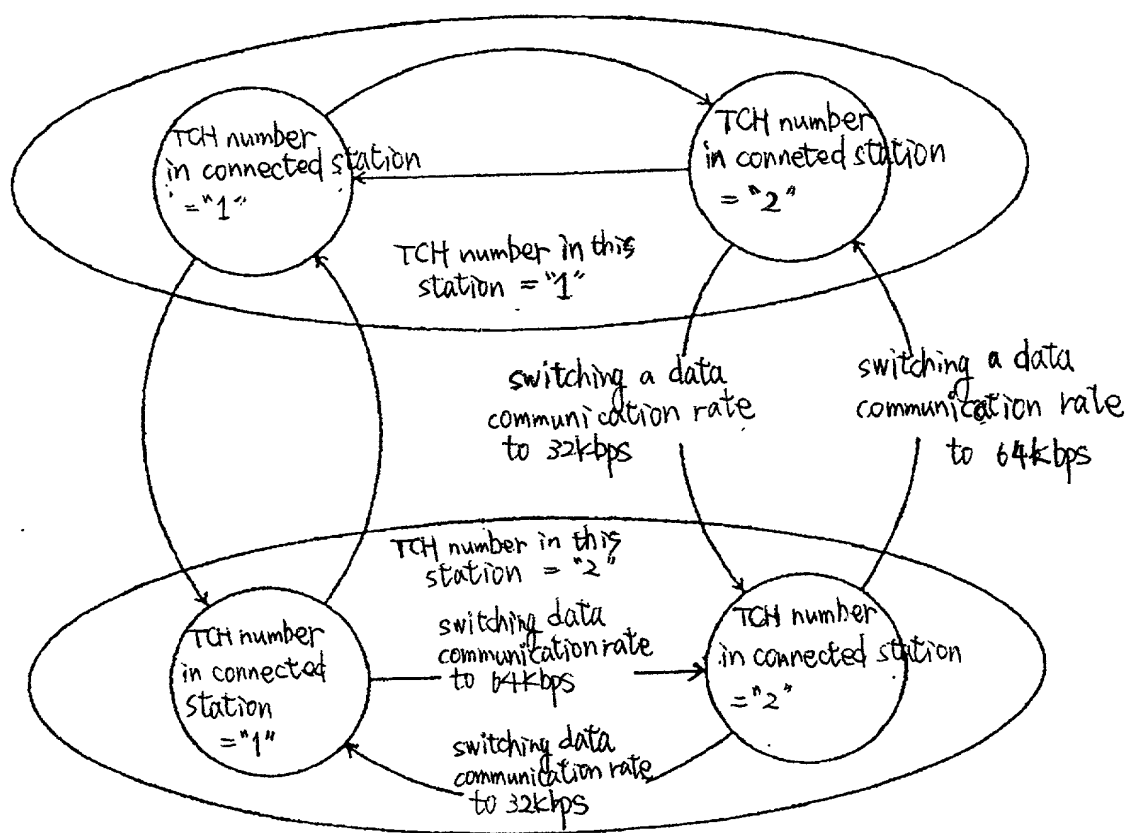 TCH number
in connected station
="1"
TCH number
in conneted station
= "2"
TCH number in this
station ="1"
switching a data
communication rate
to 32kbps
switching a data
communication rate
to 64kbps
TCH number in this
station = "2"
TCH number
in connected
station
="1"
switching data
communication rate
to 64kbps
TCH number
in connected station
="2"
switching data
communication rate
to 32kbps